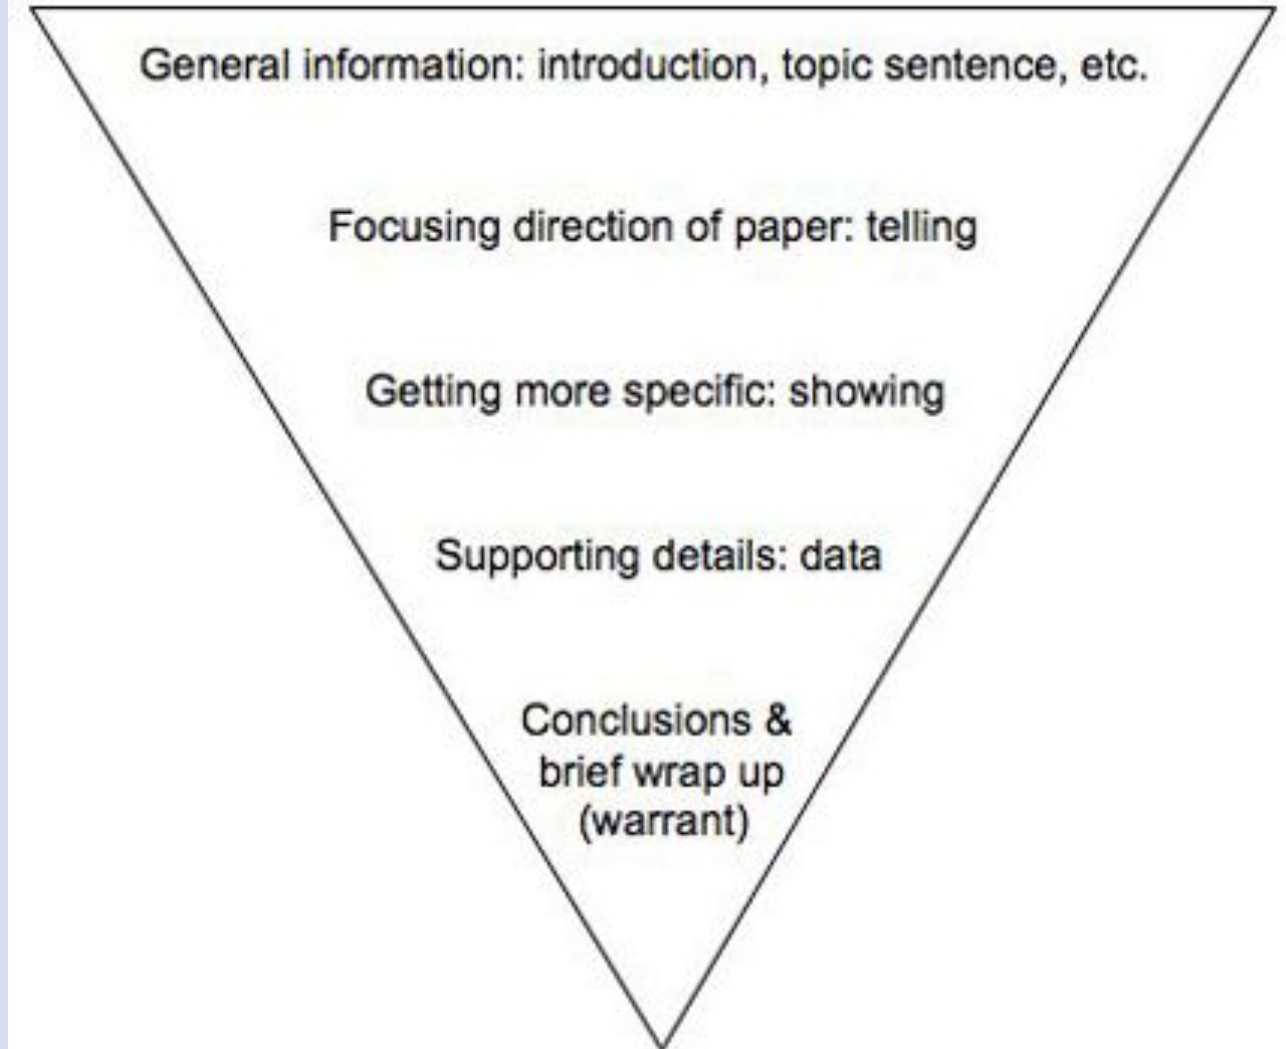 General information: introduction, topic sentence, etc.
Focusing direction of paper: telling
Getting more specific: showing
Supporting details: data
Conclusions &
brief wrap up
(warrant)